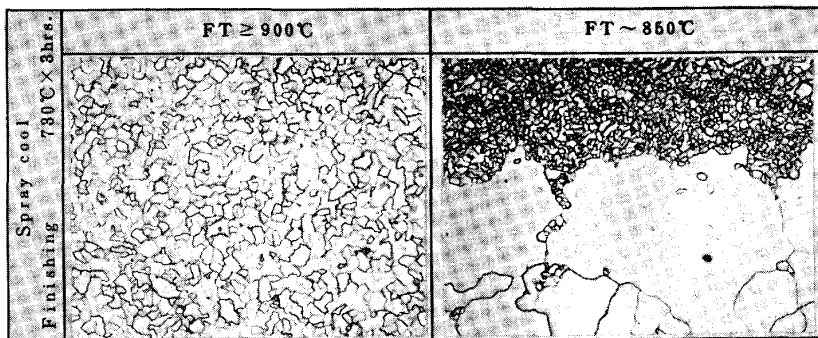 FT ≥ 900℃
FT ~ 850℃
Spray cool
Finishing 730℃ × 3hrs.